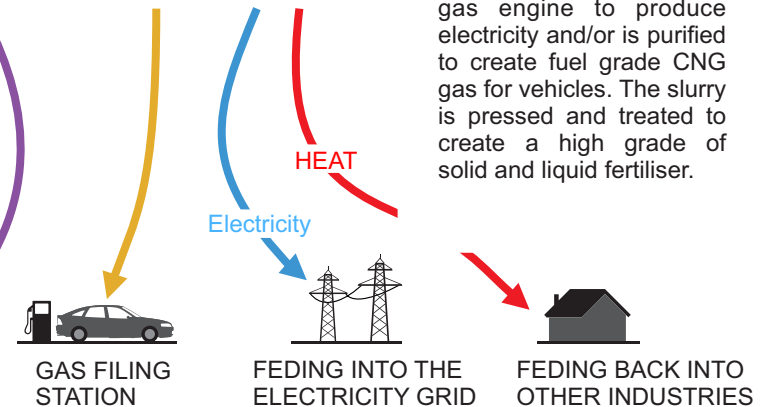 gas engine to produce
electricity and/or is purified
to create fuel grade CNG
gas for vehicles. The slurry
is pressed and treated to
create a high grade of
solid and liquid fertiliser.
HEAT
Electricity
GAS FILING
STATION
FEDING INTO THE
ELECTRICITY GRID
FEDING BACK INTO
OTHER INDUSTRIES